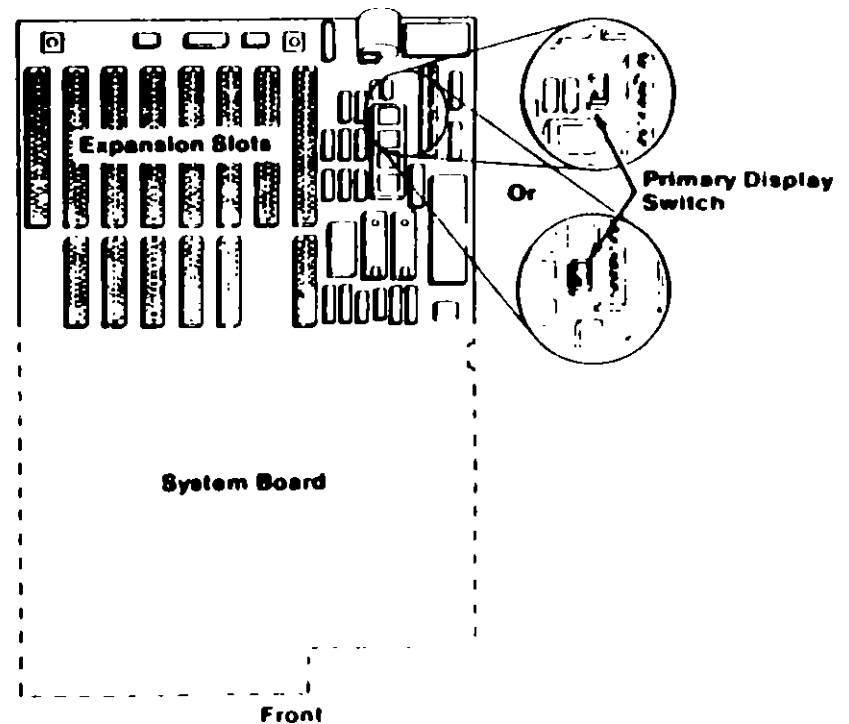 Expansion Slots
Or
Primary Display
Switch
System Board
Front